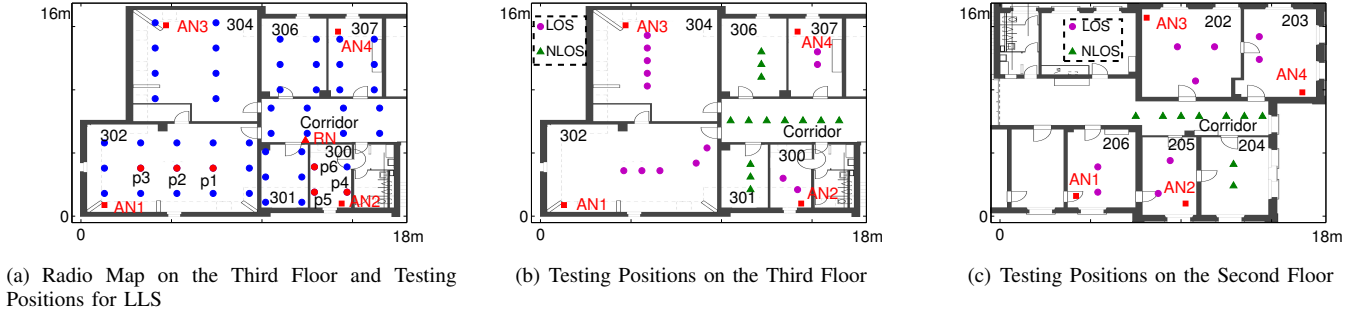 16m
304
306
307
AN3
AN4
Corridor
RN
302
300
p6
p3 p2 p1
p4
p5
301
AN1
AN2
0
0 18m
(a) Radio Map on the Third Floor and Testing
Positions for LLS
16m
LOS
NLOS
AN3
304
306
307
AN4
Corridor
302
300
301
AN1
AN2
0
0 18m
(b) Testing Positions on the Third Floor
16m
LOS
NLOS
AN3
202
203
AN4
Corridor
206
205
204
AN1
AN2
0
0 18m
(c) Testing Positions on the Second Floor